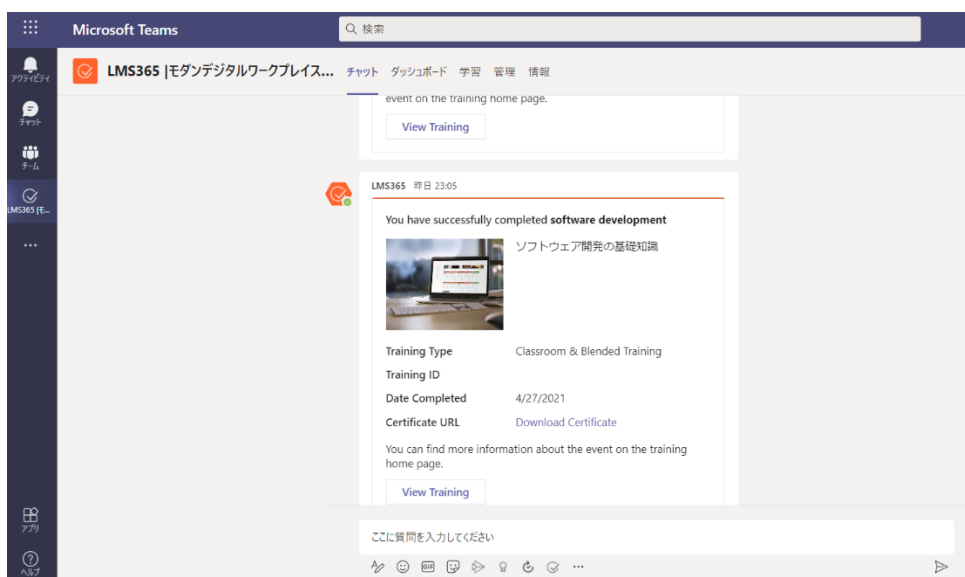 Microsoft Teams
検索
アクティビティ
チャット
チーム
LMS365 |モ...
アプリ
ヘルプ
LMS365 |モダンデジタルワークプレイス... チャット ダッシュボード 学習 管理 情報
event on the training home page.
View Training
LMS365 昨日 23:05
You have successfully completed software development
ソフトウェア開発の基礎知識
Training Type Classroom & Blended Training
Training ID
Date Completed 4/27/2021
Certificate URL Download Certificate
You can find more information about the event on the training
home page.
View Training
ここに質問を入力してください
GIF